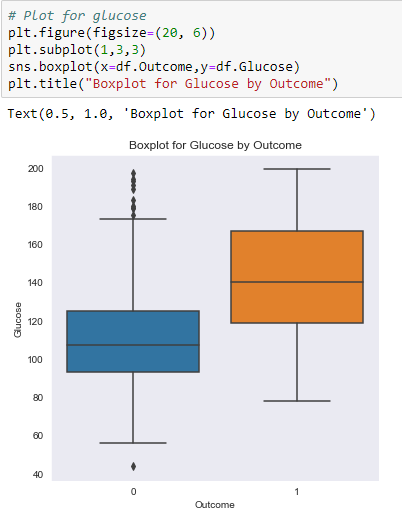 # Plot for glucose
plt.figure(figsize=(20, 6))
plt.subplot(1,3,3)
sns.boxplot(x=df.Outcome,y=df.Glucose)
plt.title("Boxplot for Glucose by Outcome")
Text(0.5, 1.0, 'Boxplot for Glucose by Outcome')
Boxplot for Glucose by Outcome
200
180
160
140
120
100
80
60
40
Glucose
0
1
Outcome